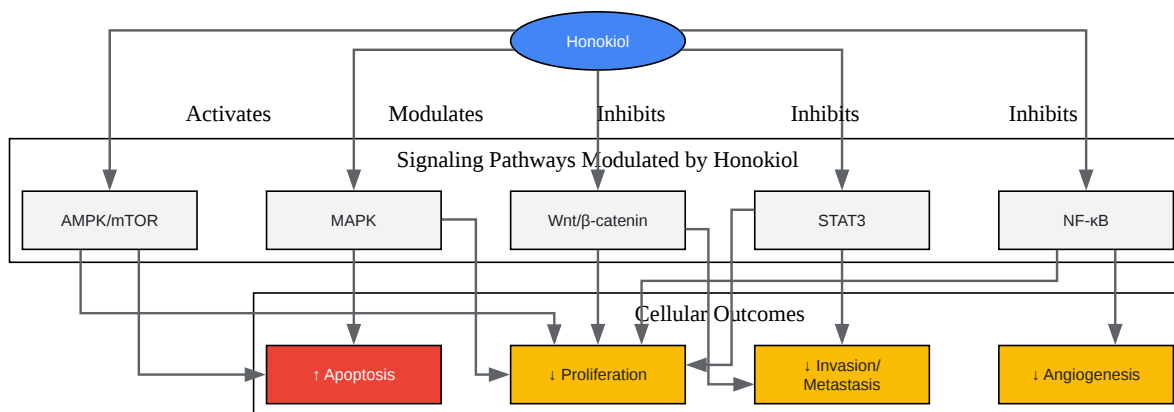 Honokiol
Activates
Modulates
Inhibits
Inhibits
Inhibits
Signaling Pathways Modulated by Honokiol
AMPK/mTOR
MAPK
Wnt/β-catenin
STAT3
NF-κB
Cellular Outcomes
↑ Apoptosis
↓ Proliferation
↓ Invasion/
Metastasis
↓ Angiogenesis